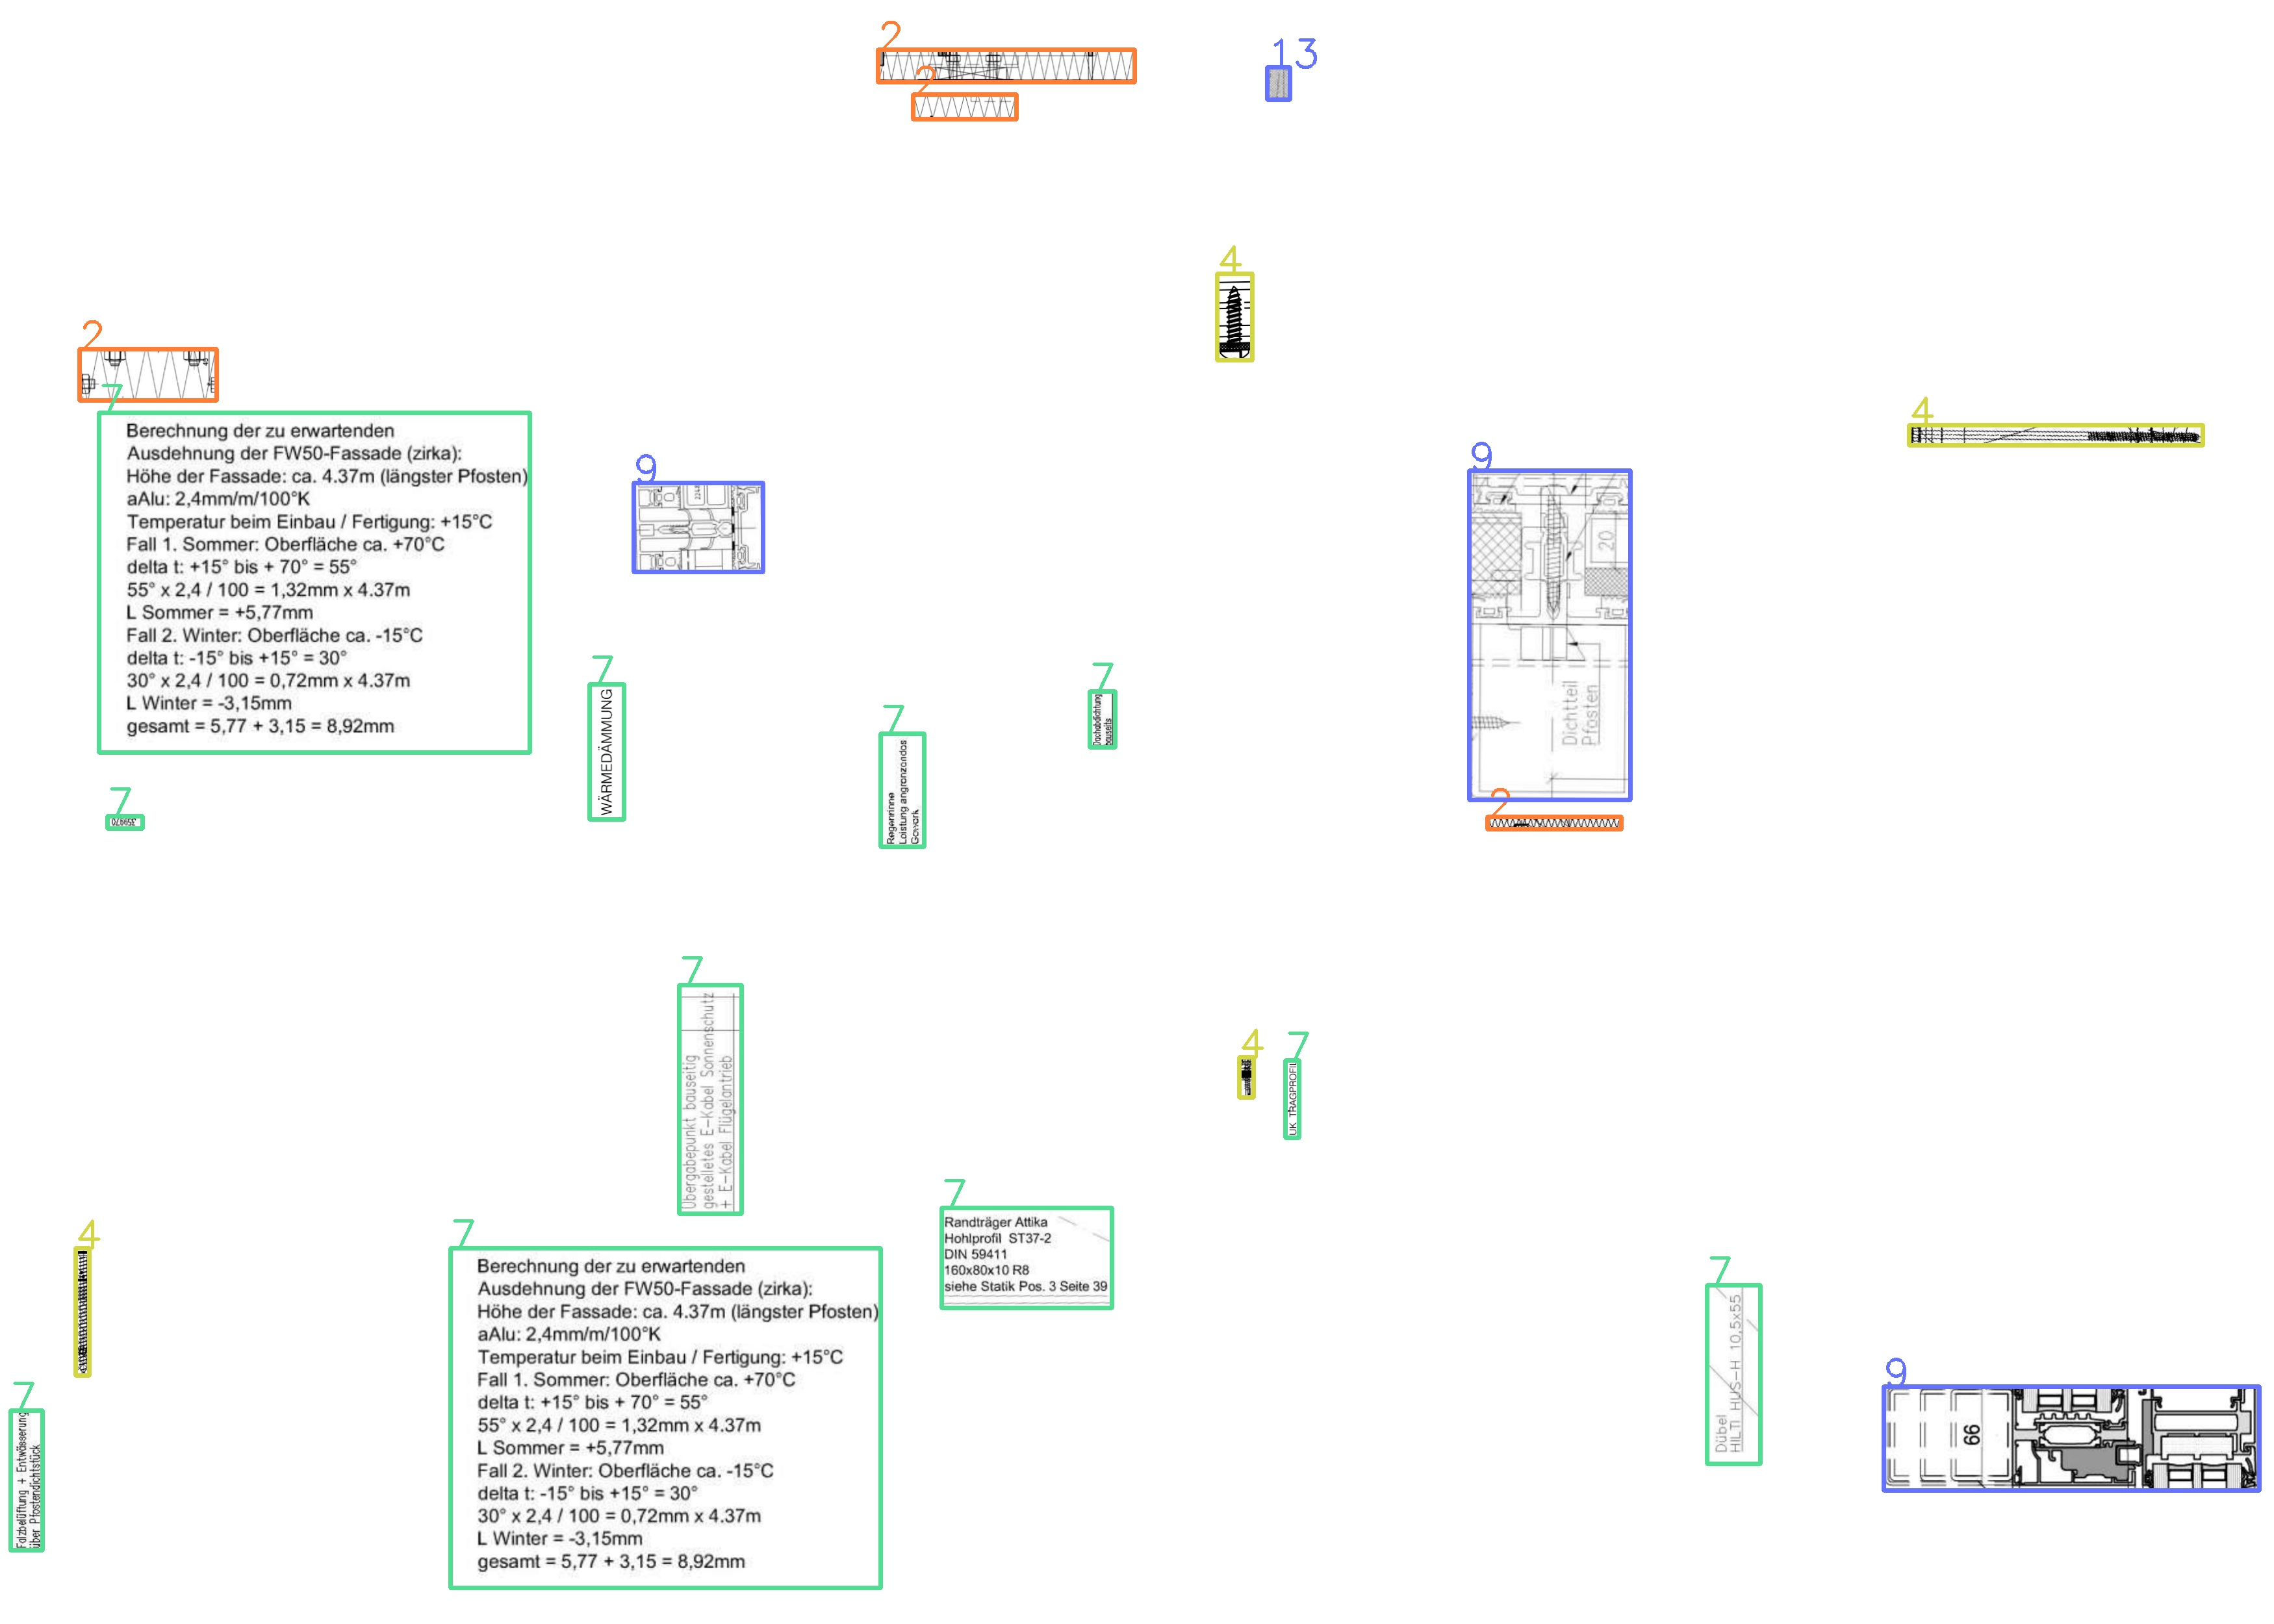 2
2
13
4
2
7
Berechnung der zu erwartenden
Ausdehnung der FW50-Fassade (zirka):
Höhe der Fassade: ca. 4.37m (längster Pfosten)
aAlu: 2,4mm/m/100°K
Temperatur beim Einbau / Fertigung: +15°C
Fall 1. Sommer: Oberfläche ca. +70°C
delta t: +15° bis + 70° = 55°
55° x 2,4 / 100 = 1,32mm x 4.37m
L Sommer = +5,77mm
Fall 2. Winter: Oberfläche ca. -15°C
delta t: -15° bis +15° = 30°
30° x 2,4 / 100 = 0,72mm x 4.37m
L Winter = -3,15mm
gesamt = 5,77 + 3,15 = 8,92mm
9
4
9
20
Dichtteil
Pfosten
2
7
WÄRMEDÄMMUNG
7
Regenrinne
Leistung angrenzendes
Gewerk
7
Dachabdichtung
bauseits
7
7
Übergabepunkt bauseitig
gestelletes E-Kabel Sonnenschutz
+ E-Kabel Flügelantrieb
4
7
UK TRAGPROFIL
7
Randträger Attika
Hohlprofil ST37-2
DIN 59411
160x80x10 R8
siehe Statik Pos. 3 Seite 39
4
7
Falzbelüftung + Entwässerung
über Pfostendichtstück
7
Berechnung der zu erwartenden
Ausdehnung der FW50-Fassade (zirka):
Höhe der Fassade: ca. 4.37m (längster Pfosten)
aAlu: 2,4mm/m/100°K
Temperatur beim Einbau / Fertigung: +15°C
Fall 1. Sommer: Oberfläche ca. +70°C
delta t: +15° bis + 70° = 55°
55° x 2,4 / 100 = 1,32mm x 4.37m
L Sommer = +5,77mm
Fall 2. Winter: Oberfläche ca. -15°C
delta t: -15° bis +15° = 30°
30° x 2,4 / 100 = 0,72mm x 4.37m
L Winter = -3,15mm
gesamt = 5,77 + 3,15 = 8,92mm
7
Dübel
HILTI HUS-H 10,5x55
9
66